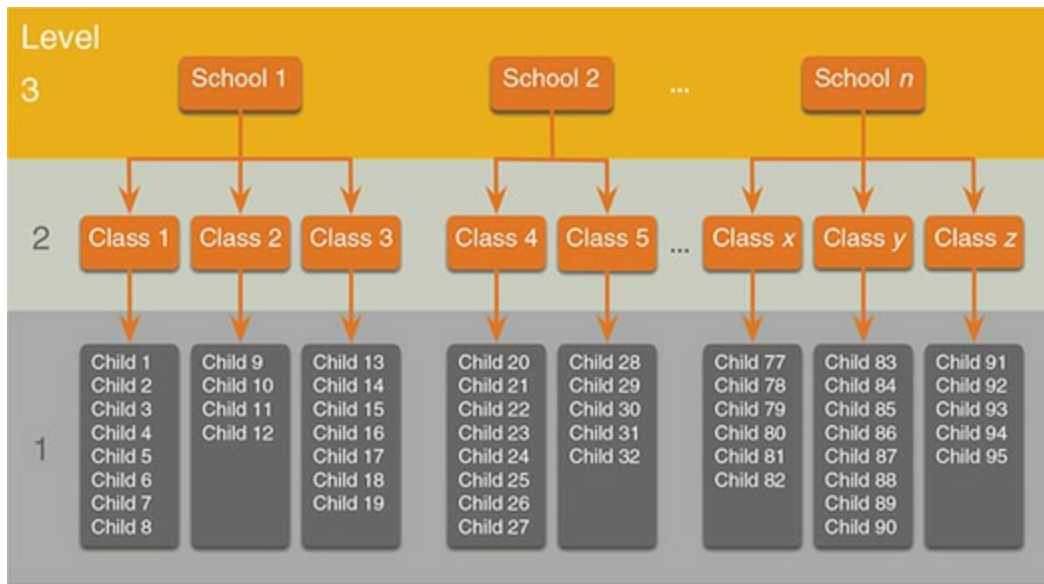 Level
3
School 1
School 2
...
School n
2
Class 1
Class 2
Class 3
Class 4
Class 5
...
Class x
Class y
Class z
1
Child 1
Child 2
Child 3
Child 4
Child 5
Child 6
Child 7
Child 8
Child 9
Child 10
Child 11
Child 12
Child 13
Child 14
Child 15
Child 16
Child 17
Child 18
Child 19
Child 20
Child 21
Child 22
Child 23
Child 24
Child 25
Child 26
Child 27
Child 28
Child 29
Child 30
Child 31
Child 32
Child 77
Child 78
Child 79
Child 80
Child 81
Child 82
Child 83
Child 84
Child 85
Child 86
Child 87
Child 88
Child 89
Child 90
Child 91
Child 92
Child 93
Child 94
Child 95